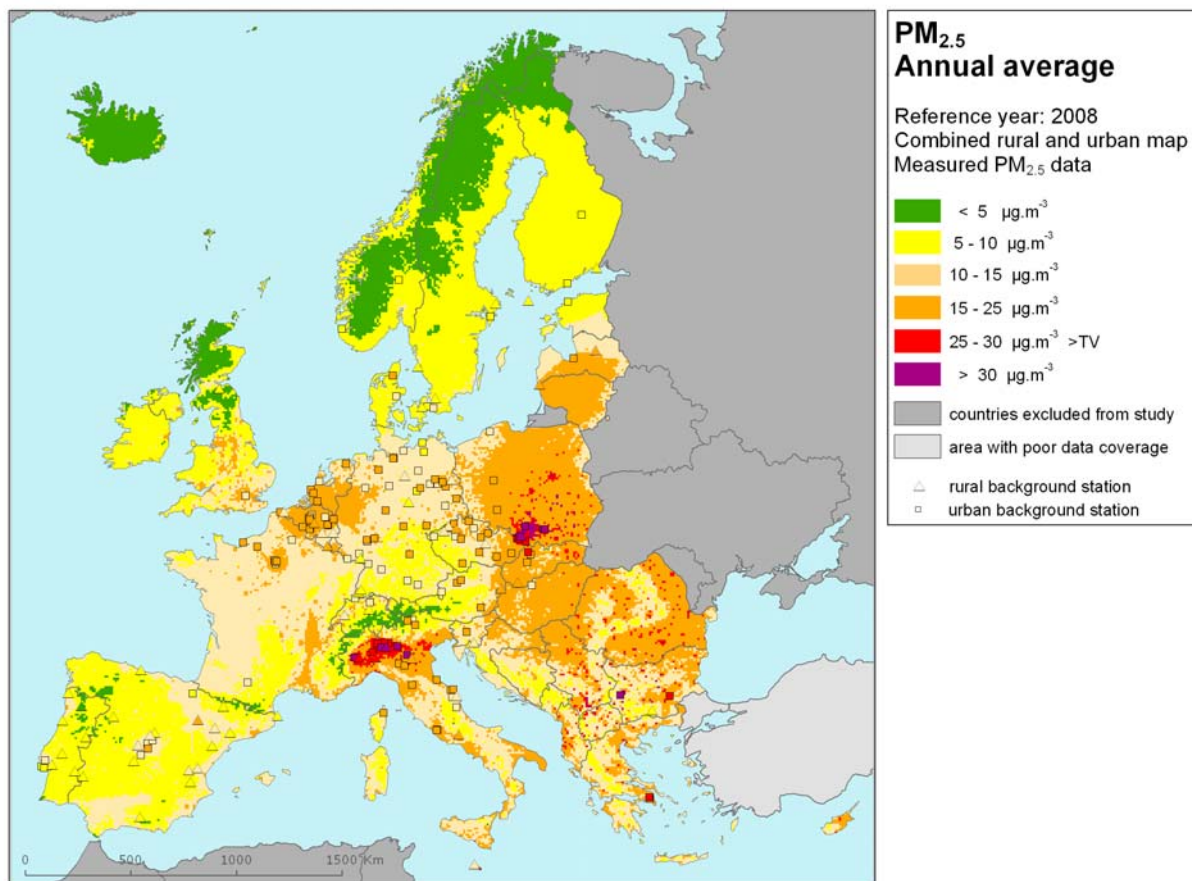 PM2.5
Annual average
Reference year: 2008
Combined rural and urban map
Measured PM2.5 data
< 5 µg.m-3
5 - 10 µg.m-3
10 - 15 µg.m-3
15 - 25 µg.m-3
25 - 30 µg.m-3 >TV
> 30 µg.m-3
countries excluded from study
area with poor data coverage
rural background station
urban background station
0 500 1000 1500 Km